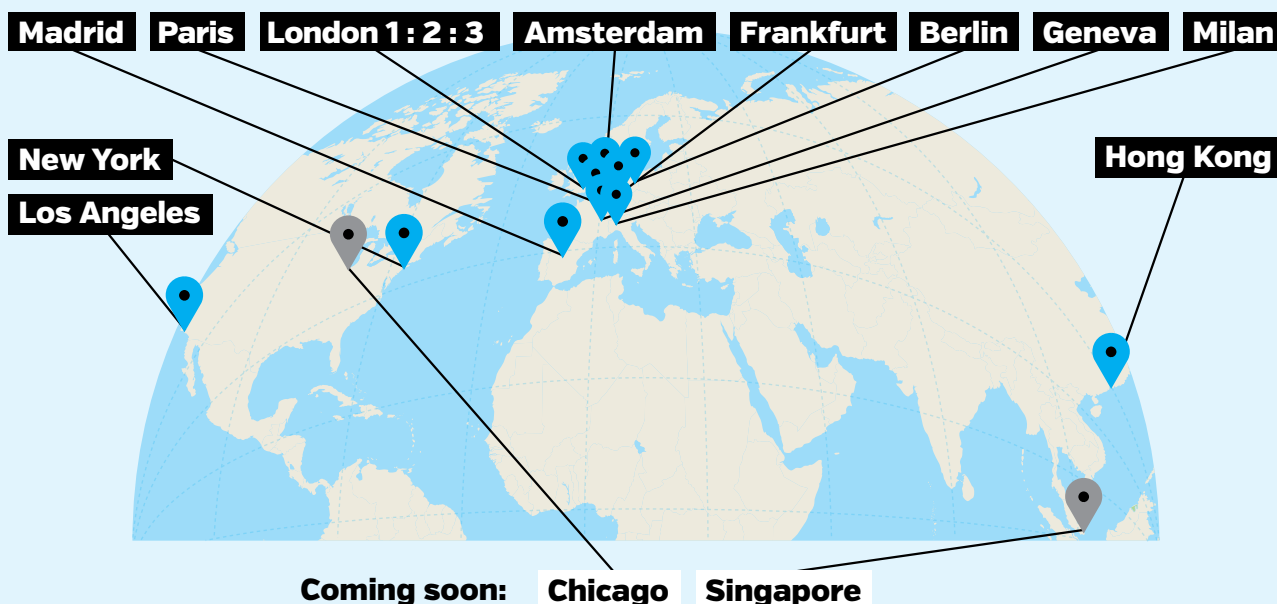 Madrid Paris London 1 : 2 : 3 Amsterdam Frankfurt Berlin Geneva Milan
New York
Hong Kong
Los Angeles
Coming soon: Chicago Singapore